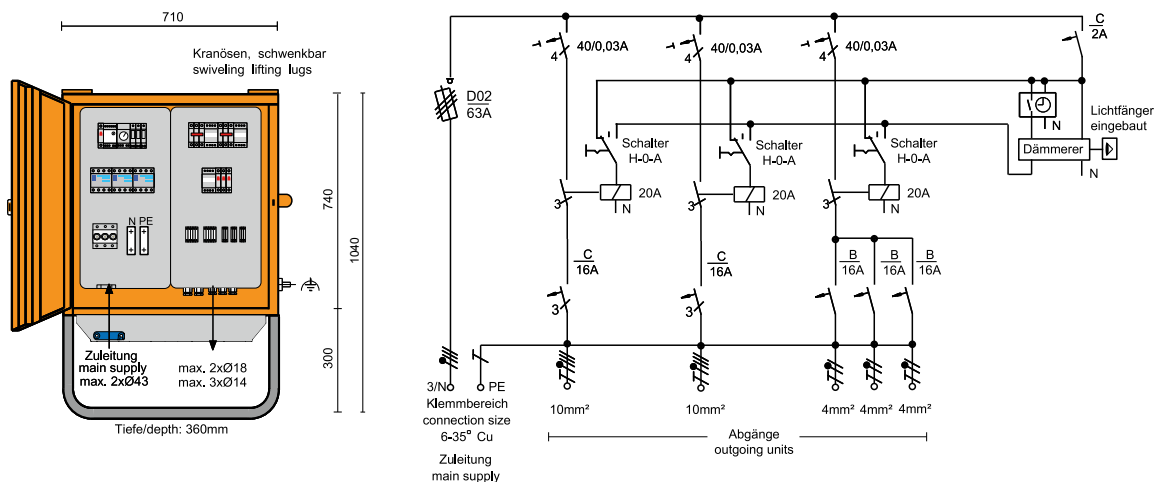 710
Kranösen, schwenkbar
swiveling lifting lugs
N PE
740
1040
300
Zuleitung
main supply
max. 2xØ43
max. 2xØ18
max. 3xØ14
Tiefe/depth: 360mm
D02
63A
4
40/0,03A
4
40/0,03A
4
40/0,03A
C
2A
N
Lichtfänger
eingebaut
Dämmerer
N
Schalter
H-0-A
Schalter
H-0-A
Schalter
H-0-A
20A
N
20A
N
20A
N
3
3
3
C
16A
C
16A
B
16A
B
16A
B
16A
3
3
3/N
PE
Klemmbereich
connection size
6-35° Cu
Zuleitung
main supply
10mm²
10mm²
4mm²
4mm²
4mm²
Abgänge
outgoing units